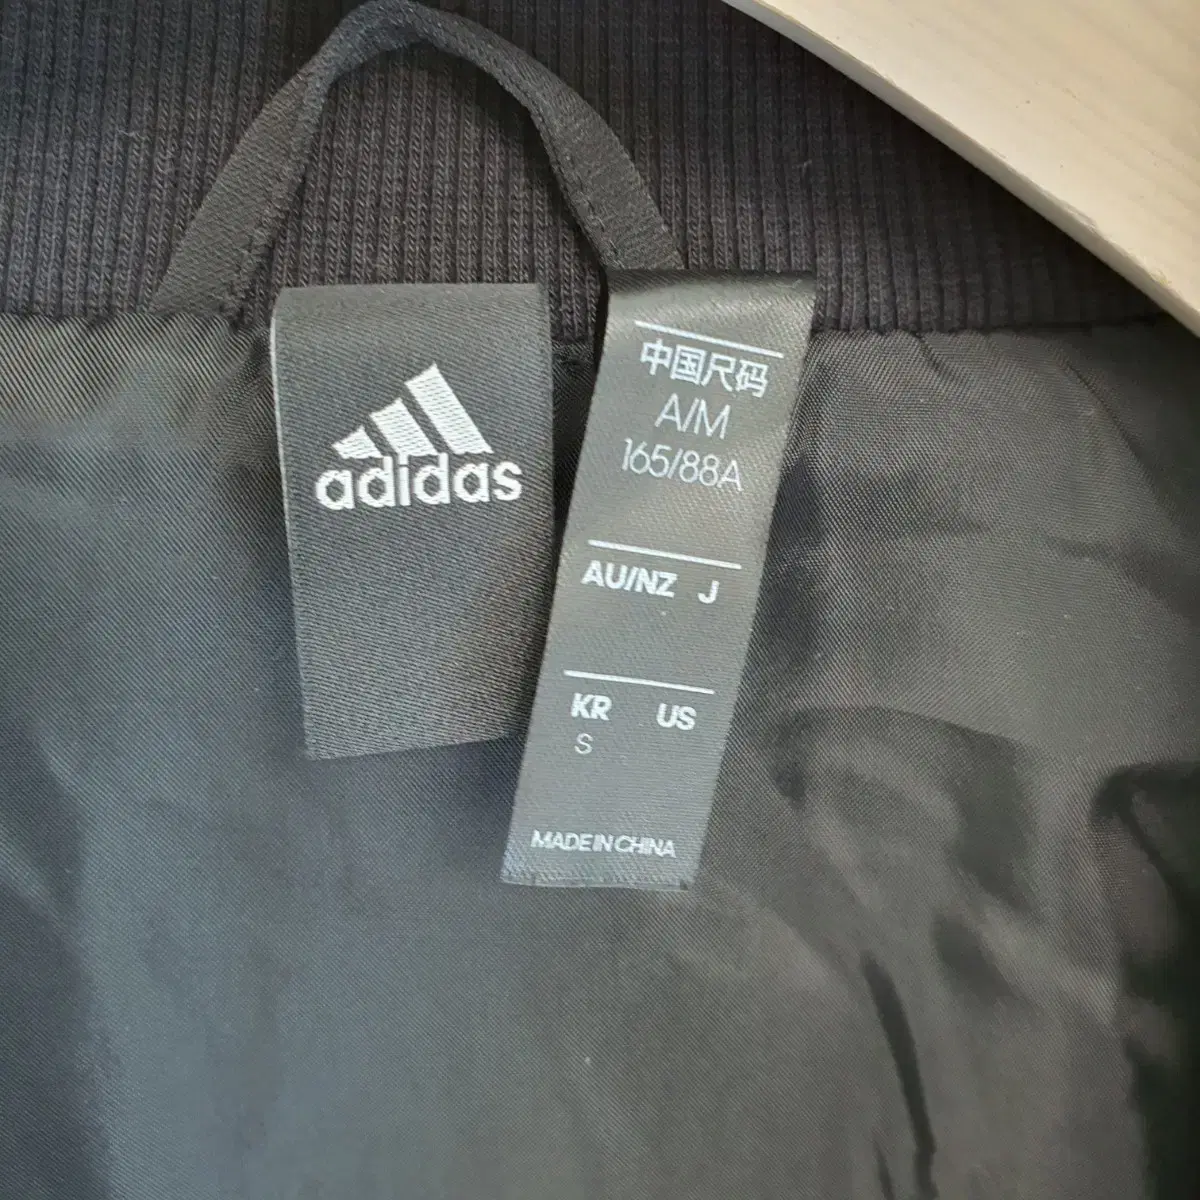 adidas
中国尺码
A/M
165/88A
AU/NZ J
KR US
S
MADE IN CHINA